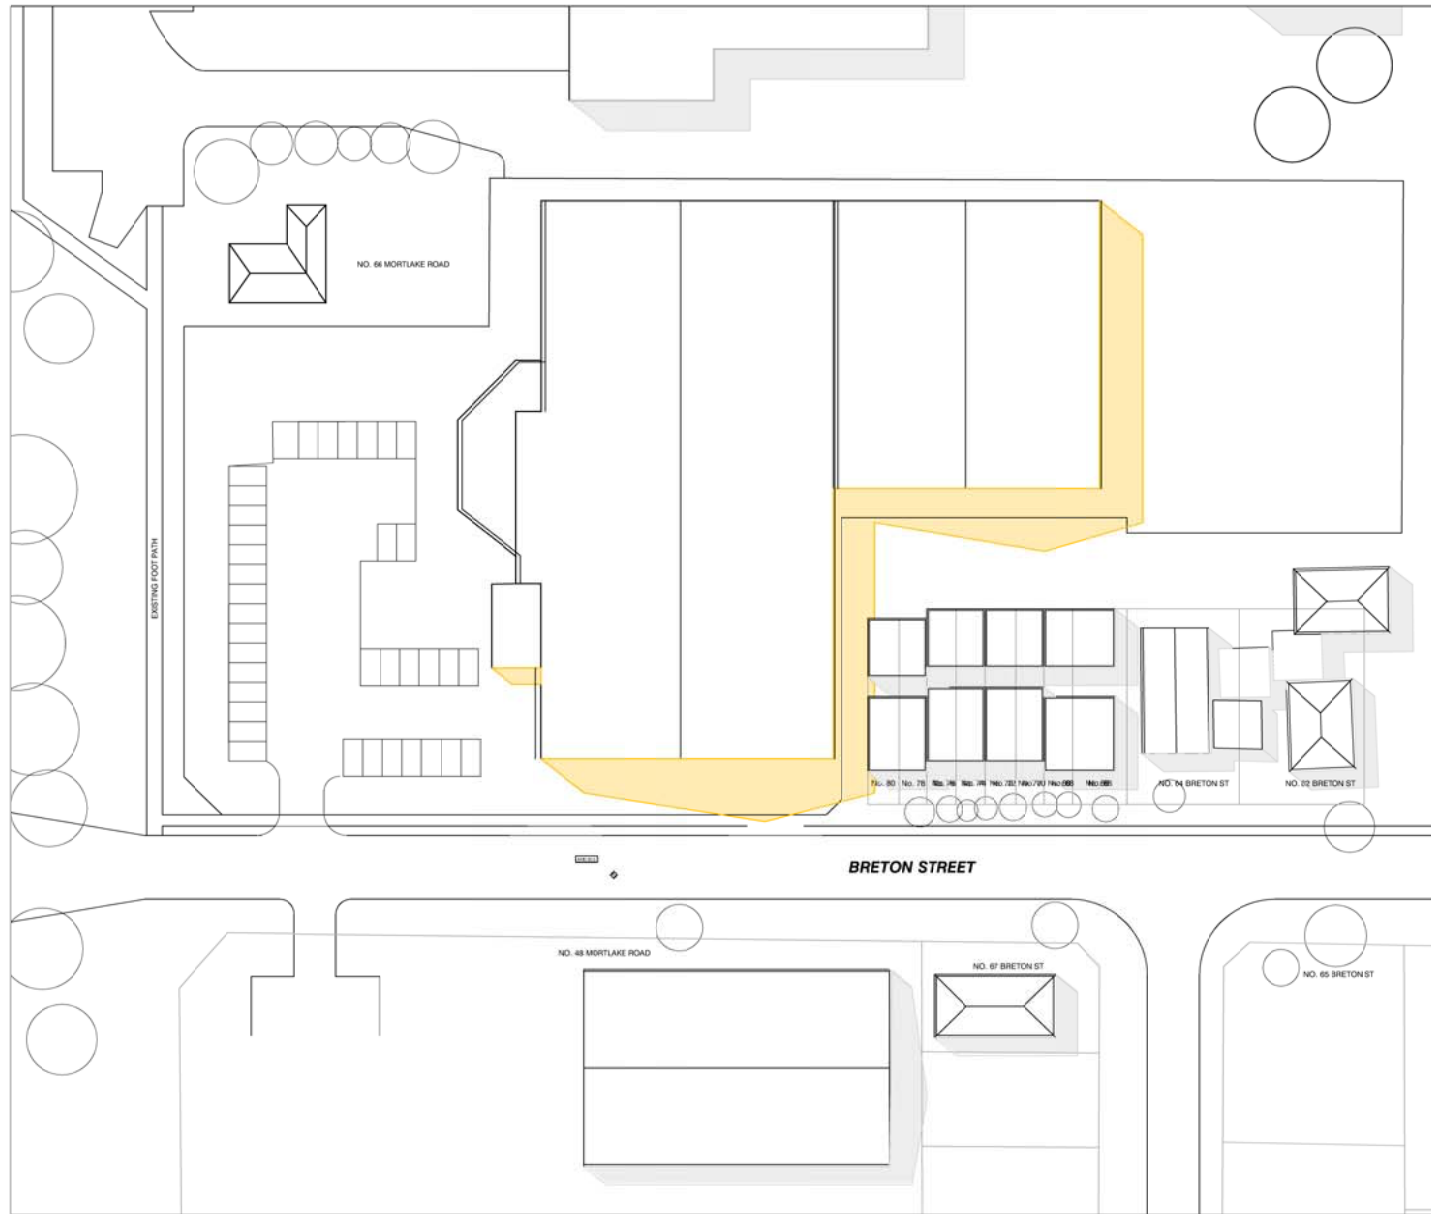 NO. 66 MORTLAKE ROAD
EXISTING FOOT PATH
No. 80
No. 78
NO. 64 BRETON ST
NO. 62 BRETON ST
BRETON STREET
NO. 48 MORTLAKE ROAD
NO. 67 BRETON ST
NO. 65 BRETON ST